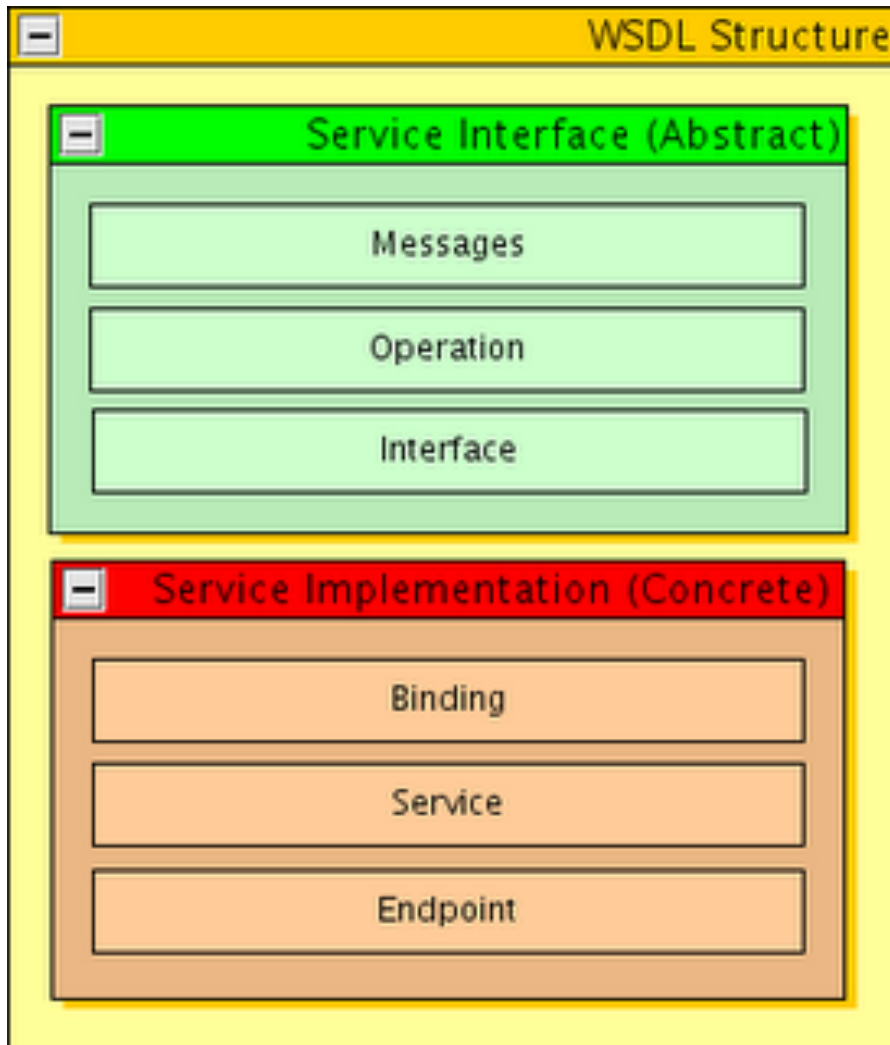 WSDL Structure
Service Interface (Abstract)
Messages
Operation
Interface
Service Implementation (Concrete)
Binding
Service
Endpoint